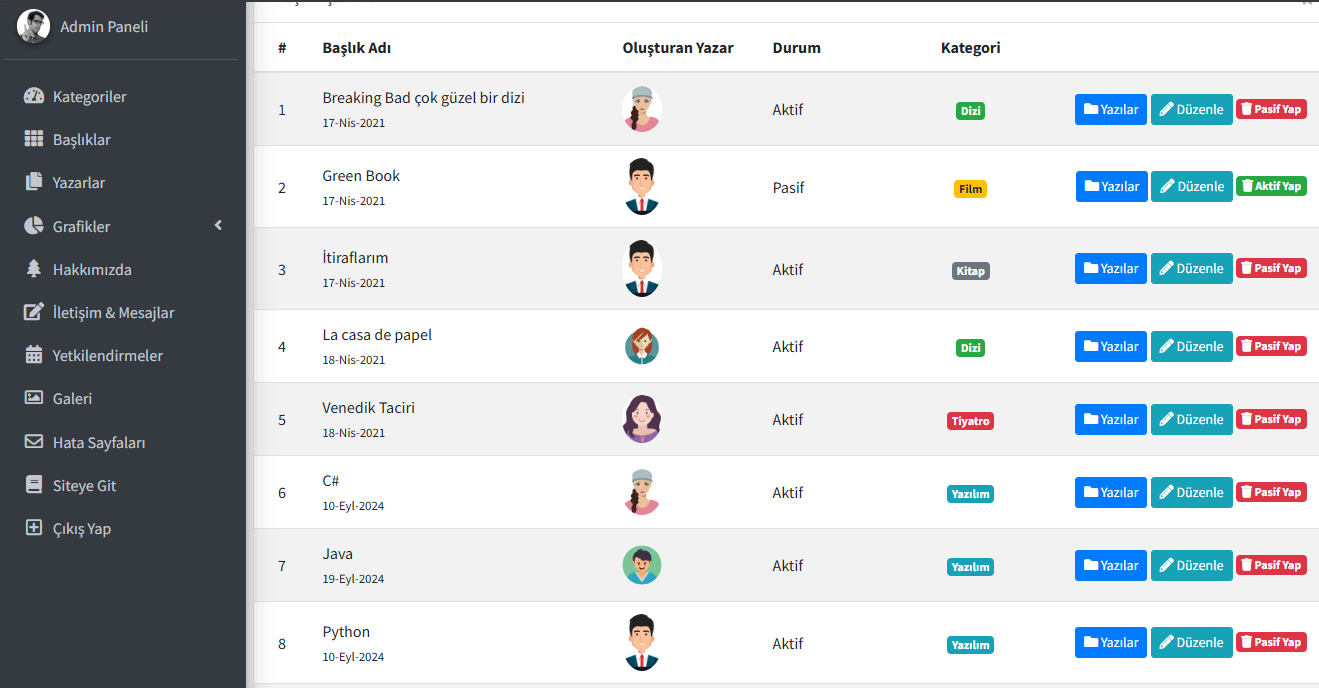 Admin Paneli
Kategoriler
Başlıklar
Yazarlar
Grafikler
Hakkımızda
İletişim & Mesajlar
Yetkilendirmeler
Galeri
Hata Sayfaları
Siteye Git
Çıkış Yap
# Başlık Adı Oluşturan Yazar Durum Kategori
1 Breaking Bad çok güzel bir dizi Aktif Dizi Yazılar Düzenle Pasif Yap
17-Nis-2021
2 Green Book Pasif Film Yazılar Düzenle Aktif Yap
17-Nis-2021
3 İtiraflarım Aktif Kitap Yazılar Düzenle Pasif Yap
17-Nis-2021
4 La casa de papel Aktif Dizi Yazılar Düzenle Pasif Yap
18-Nis-2021
5 Venedik Taciri Aktif Tiyatro Yazılar Düzenle Pasif Yap
18-Nis-2021
6 C# Aktif Yazılım Yazılar Düzenle Pasif Yap
10-Eyl-2024
7 Java Aktif Yazılım Yazılar Düzenle Pasif Yap
19-Eyl-2024
8 Python Aktif Yazılım Yazılar Düzenle Pasif Yap
10-Eyl-2024